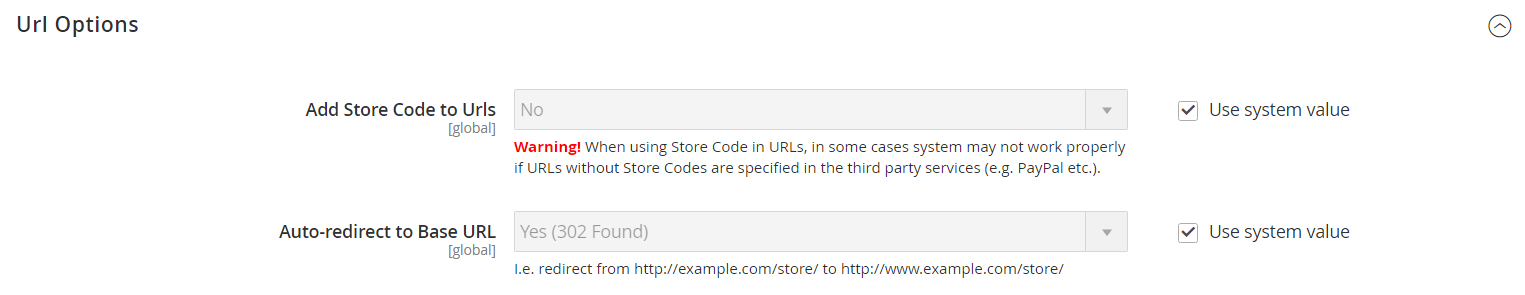 Url Options
Add Store Code to Urls
[global]
No
Use system value
Warning! When using Store Code in URLs, in some cases system may not work properly
if URLs without Store Codes are specified in the third party services (e.g. PayPal etc.).
Auto-redirect to Base URL
[global]
Yes (302 Found)
Use system value
I.e. redirect from http://example.com/store/ to http://www.example.com/store/